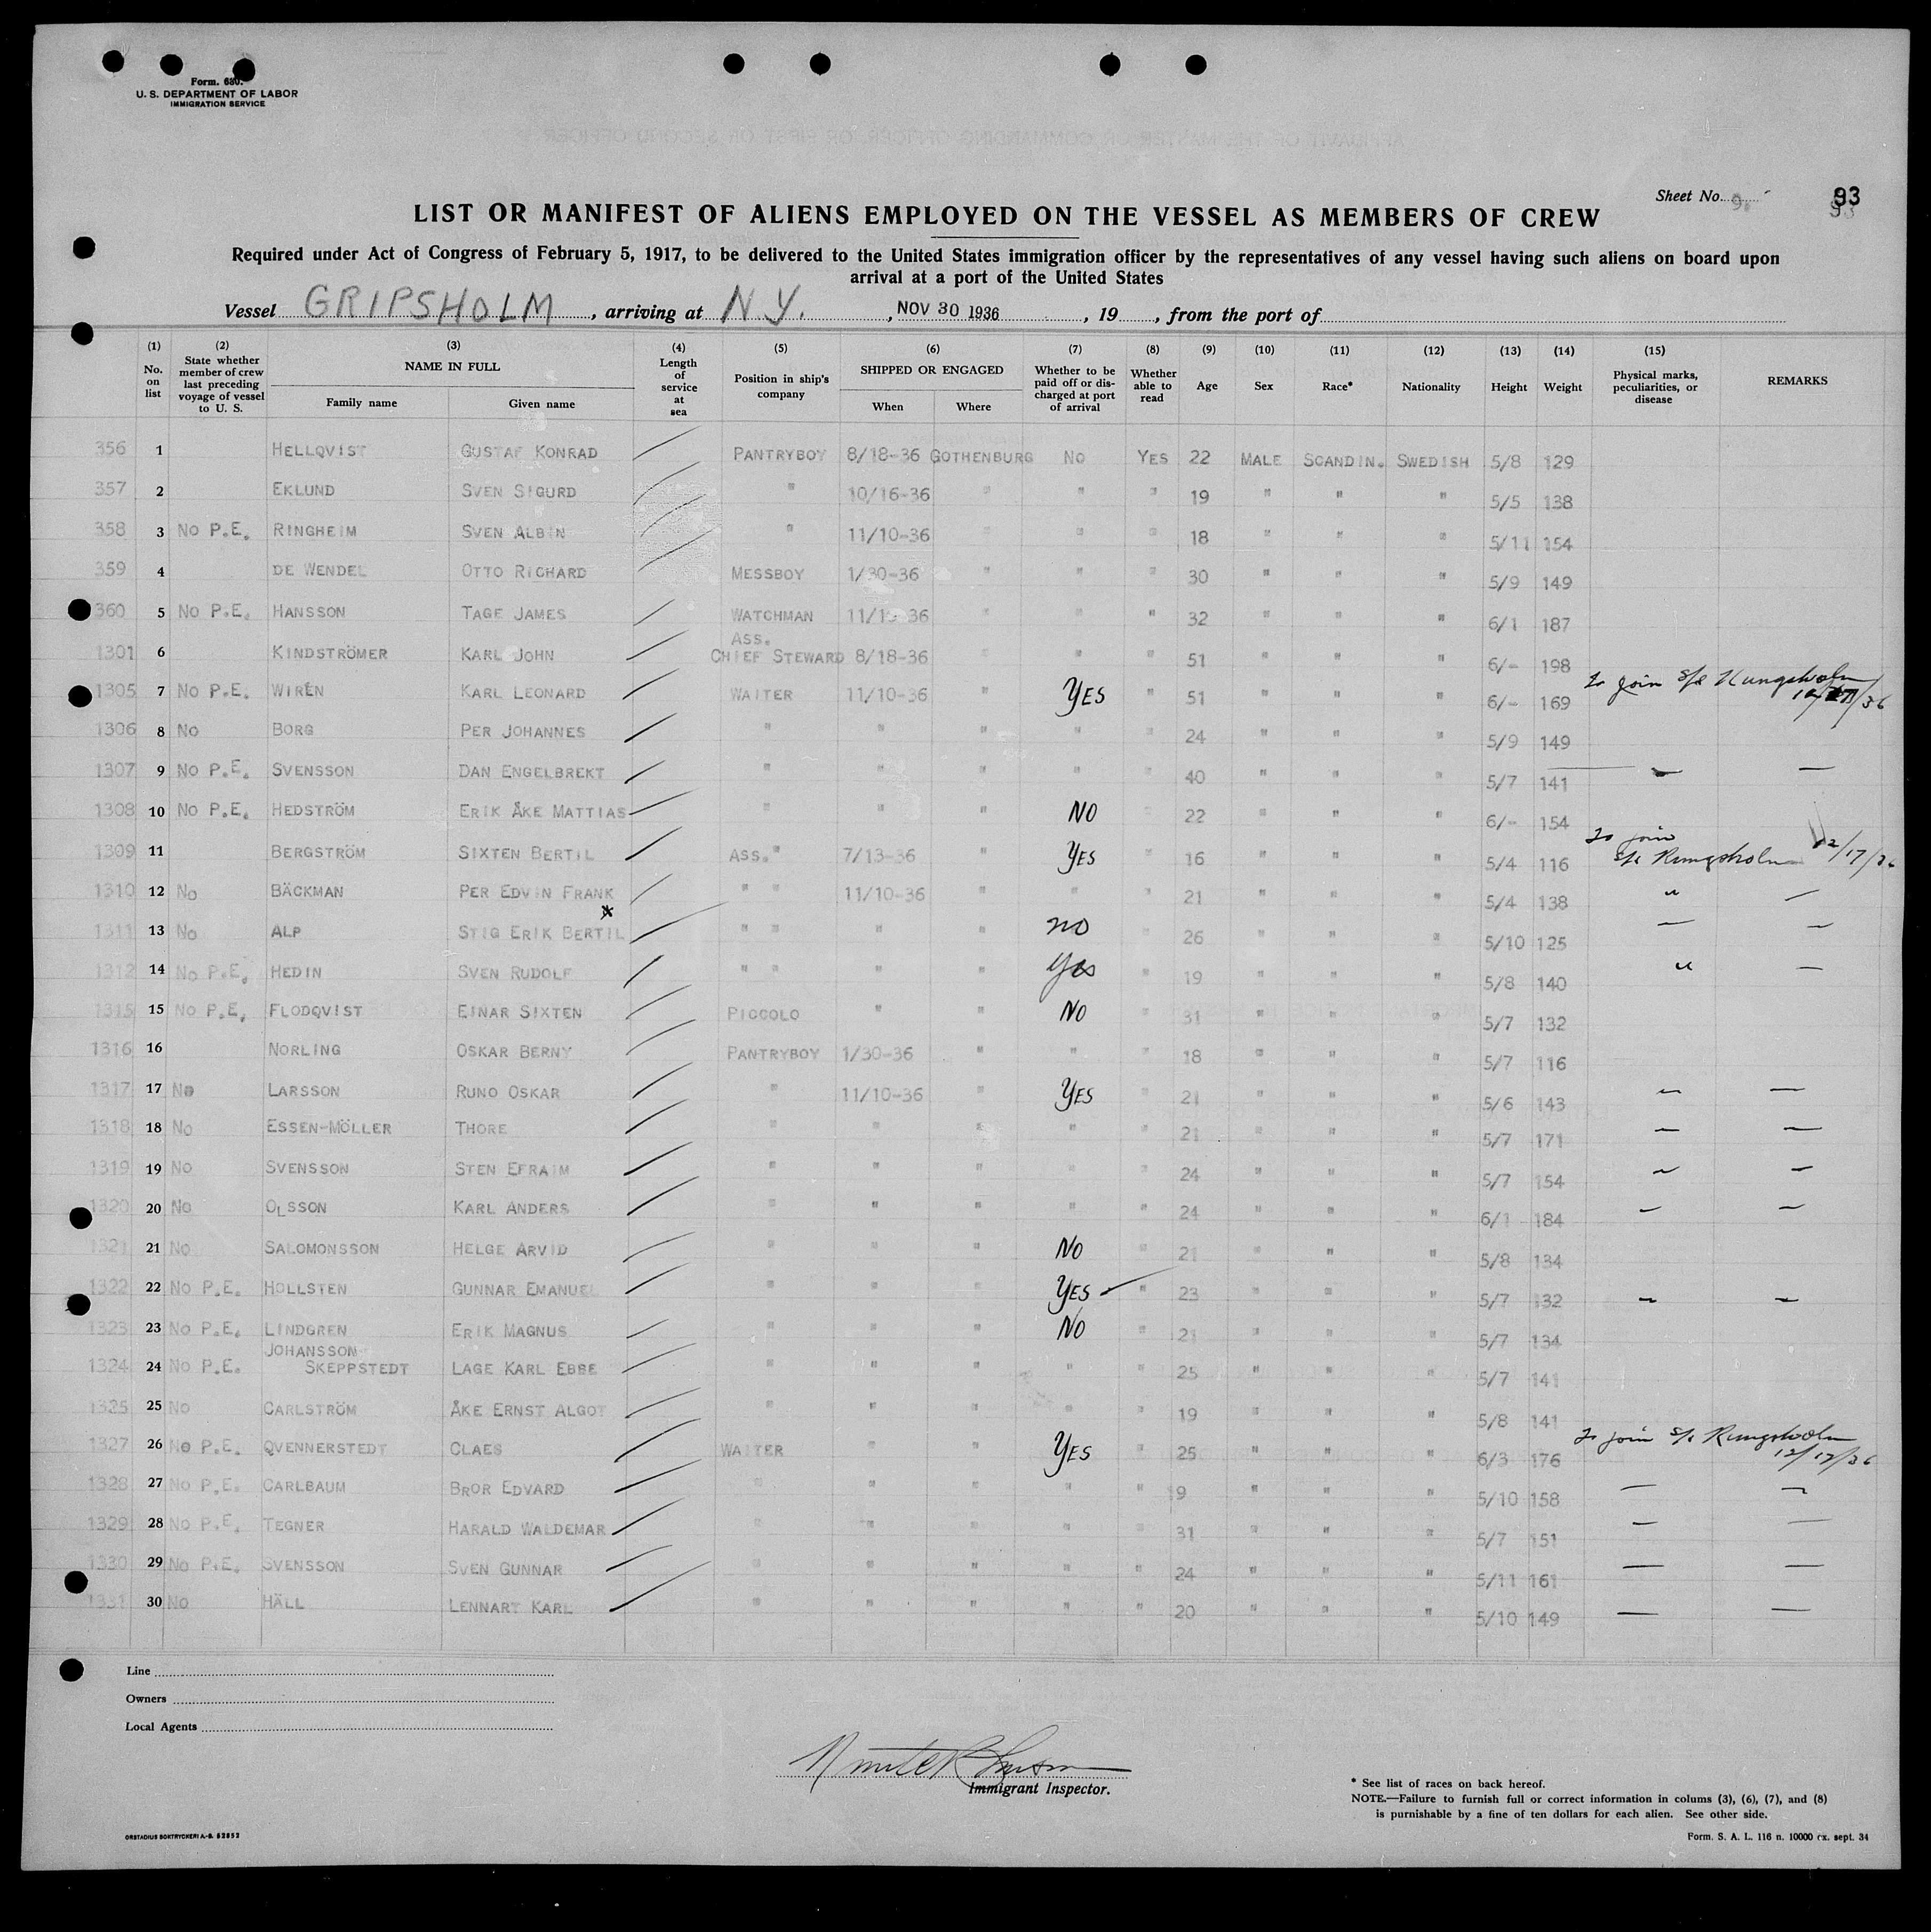 Form. 680.
U. S. DEPARTMENT OF LABOR
IMMIGRATION SERVICE
Sheet No. 9. 93
LIST OR MANIFEST OF ALIENS EMPLOYED ON THE VESSEL AS MEMBERS OF CREW
Required under Act of Congress of February 5, 1917, to be delivered to the United States immigration officer by the representatives of any vessel having such aliens on board upon
arrival at a port of the United States
Vessel GRIPSHOLM, arriving at N.Y., NOV 30 1936, 19, from the port of
(1) (2) (3) (4) (5) (6) (7) (8) (9) (10) (11) (12) (13) (14) (15)
No. on list State whether member of crew last preceding voyage of vessel to U. S. NAME IN FULL Family name Given name Length of service at sea Position in ship's company SHIPPED OR ENGAGED When Where Whether to be paid off or discharged at port of arrival Whether able to read Age Sex Race* Nationality Height Weight Physical marks, peculiarities, or disease REMARKS
356 1 HELLQVIST GUSTAF KONRAD PANTRYBOY 8/18-36 GOTHENBURG NO YES 22 MALE SCANDIN. SWEDISH 5/8 129
357 2 EKLUND SVEN SIGURD " 10/16-36 " " " 19 " " " 5/5 138
358 3 NO P.E. RINGHEIM SVEN ALBIN " 11/10-36 " " " 18 " " " 5/11 154
359 4 DE WENDEL OTTO RICHARD MESSBOY 1/30-36 " " " 30 " " " 5/9 149
360 5 NO P.E. HANSSON TAGE JAMES WATCHMAN 11/ -36 " " " 32 " " " 6/1 187
1301 6 KINDSTRÖMER KARL JOHN ASS. CHIEF STEWARD 8/18-36 " " " 51 " " " 6/- 198
1305 7 NO P.E. WIRÉN KARL LEONARD WAITER 11/10-36 " YES " 51 " " " 6/- 169 to join S/S Kungsholm
1306 8 NO BORG PER JOHANNES " " " " " 24 " " " 5/9 149
1307 9 NO P.E. SVENSSON DAN ENGELBREKT " " " " " 40 " " " 5/7 141 — —
1308 10 NO P.E. HEDSTRÖM ERIK ÅKE MATTIAS " " " NO " 22 " " " 6/- 154
1309 11 BERGSTRÖM SIXTEN BERTIL ASS." 7/13-36 " YES " 16 " " " 5/4 116 to join S/S Kungsholm 12/17/36
1310 12 NO BÄCKMAN PER EDVIN FRANK " " 11/10-36 " " " 21 " " " 5/4 138 " —
1311 13 NO ALP STIG ERIK BERTIL " " " " no " 26 " " " 5/10 125 — —
1312 14 NO P.E. HEDIN SVEN RUDOLF " " " " yes " 19 " " " 5/8 140 " —
1315 15 NO P.E. FLODQVIST EINAR SIXTEN PICCOLO " " NO " 31 " " " 5/7 132
1316 16 NORLING OSKAR BERNY PANTRYBOY 1/30-36 " " " 18 " " " 5/7 116
1317 17 NO LARSSON RUNO OSKAR " 11/10-36 " YES " 21 " " " 5/6 143 — —
1318 18 NO ESSEN-MÖLLER THORE " " " " " 21 " " " 5/7 171 — —
1319 19 NO SVENSSON STEN EFRAIM " " " " " 24 " " " 5/7 154 — —
1320 20 NO OLSSON KARL ANDERS " " " " " 24 " " " 6/1 184 — —
1321 21 NO SALOMONSSON HELGE ARVID " " " NO " 21 " " " 5/8 134
1322 22 NO P.E. HOLLSTEN GUNNAR EMANUEL " " " YES " 23 " " " 5/7 132 — —
1323 23 NO P.E. LINDGREN ERIK MAGNUS " " " NO " 21 " " " 5/7 134
1324 24 NO P.E. JOHANSSON-SKEPPSTEDT LAGE KARL EBBE " " " " " 25 " " " 5/7 141
1325 25 NO CARLSTRÖM ÅKE ERNST ALGOT " " " " " 19 " " " 5/8 141
1327 26 NO P.E. QVENNERSTEDT CLAES WAITER " " YES " 25 " " " 6/3 176 to join S/S Kungsholm 12/17/36
1328 27 NO P.E. CARLBAUM BROR EDVARD " " " " " 19 " " " 5/10 158 — —
1329 28 NO P.E. TEGNER HARALD WALDEMAR " " " " " 31 " " " 5/7 151 — —
1330 29 NO P.E. SVENSSON SVEN GUNNAR " " " " " 24 " " " 5/11 161 — —
1331 30 NO HÄLL LENNART KARL " " " " " 20 " " " 5/10 149 — —
Line
Owners
Local Agents
Immigrant Inspector.
* See list of races on back hereof.
NOTE.—Failure to furnish full or correct information in colums (3), (6), (7), and (8)
is punishable by a fine of ten dollars for each alien. See other side.
ORSTADIUS BOKTRYCKERI A.-B. 52852
Form. S. A. L. 116 n. 10000 ex. sept. 34